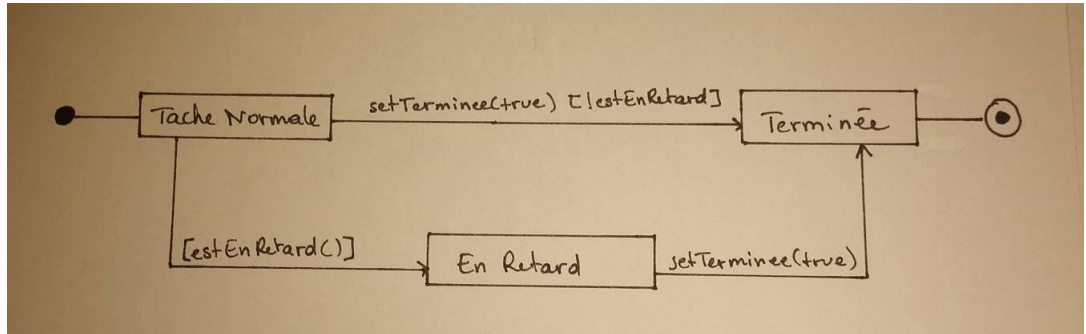 Tache Normale
setTerminee(true) [!estEnRetard]
Terminée
[estEnRetard()]
En Retard
setTerminee(true)